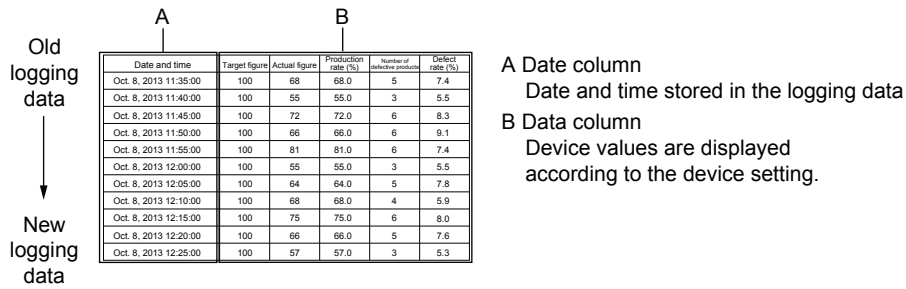 A B
Old
logging
data
New
logging
data
Date and time Target figure Actual figure Production rate (%) Number of defective products Defect rate (%)
Oct. 8, 2013 11:35:00 100 68 68.0 5 7.4
Oct. 8, 2013 11:40:00 100 55 55.0 3 5.5
Oct. 8, 2013 11:45:00 100 72 72.0 6 8.3
Oct. 8, 2013 11:50:00 100 66 66.0 6 9.1
Oct. 8, 2013 11:55:00 100 81 81.0 6 7.4
Oct. 8, 2013 12:00:00 100 55 55.0 3 5.5
Oct. 8, 2013 12:05:00 100 64 64.0 5 7.8
Oct. 8, 2013 12:10:00 100 68 68.0 4 5.9
Oct. 8, 2013 12:15:00 100 75 75.0 6 8.0
Oct. 8, 2013 12:20:00 100 66 66.0 5 7.6
Oct. 8, 2013 12:25:00 100 57 57.0 3 5.3
A Date column
Date and time stored in the logging data
B Data column
Device values are displayed
according to the device setting.